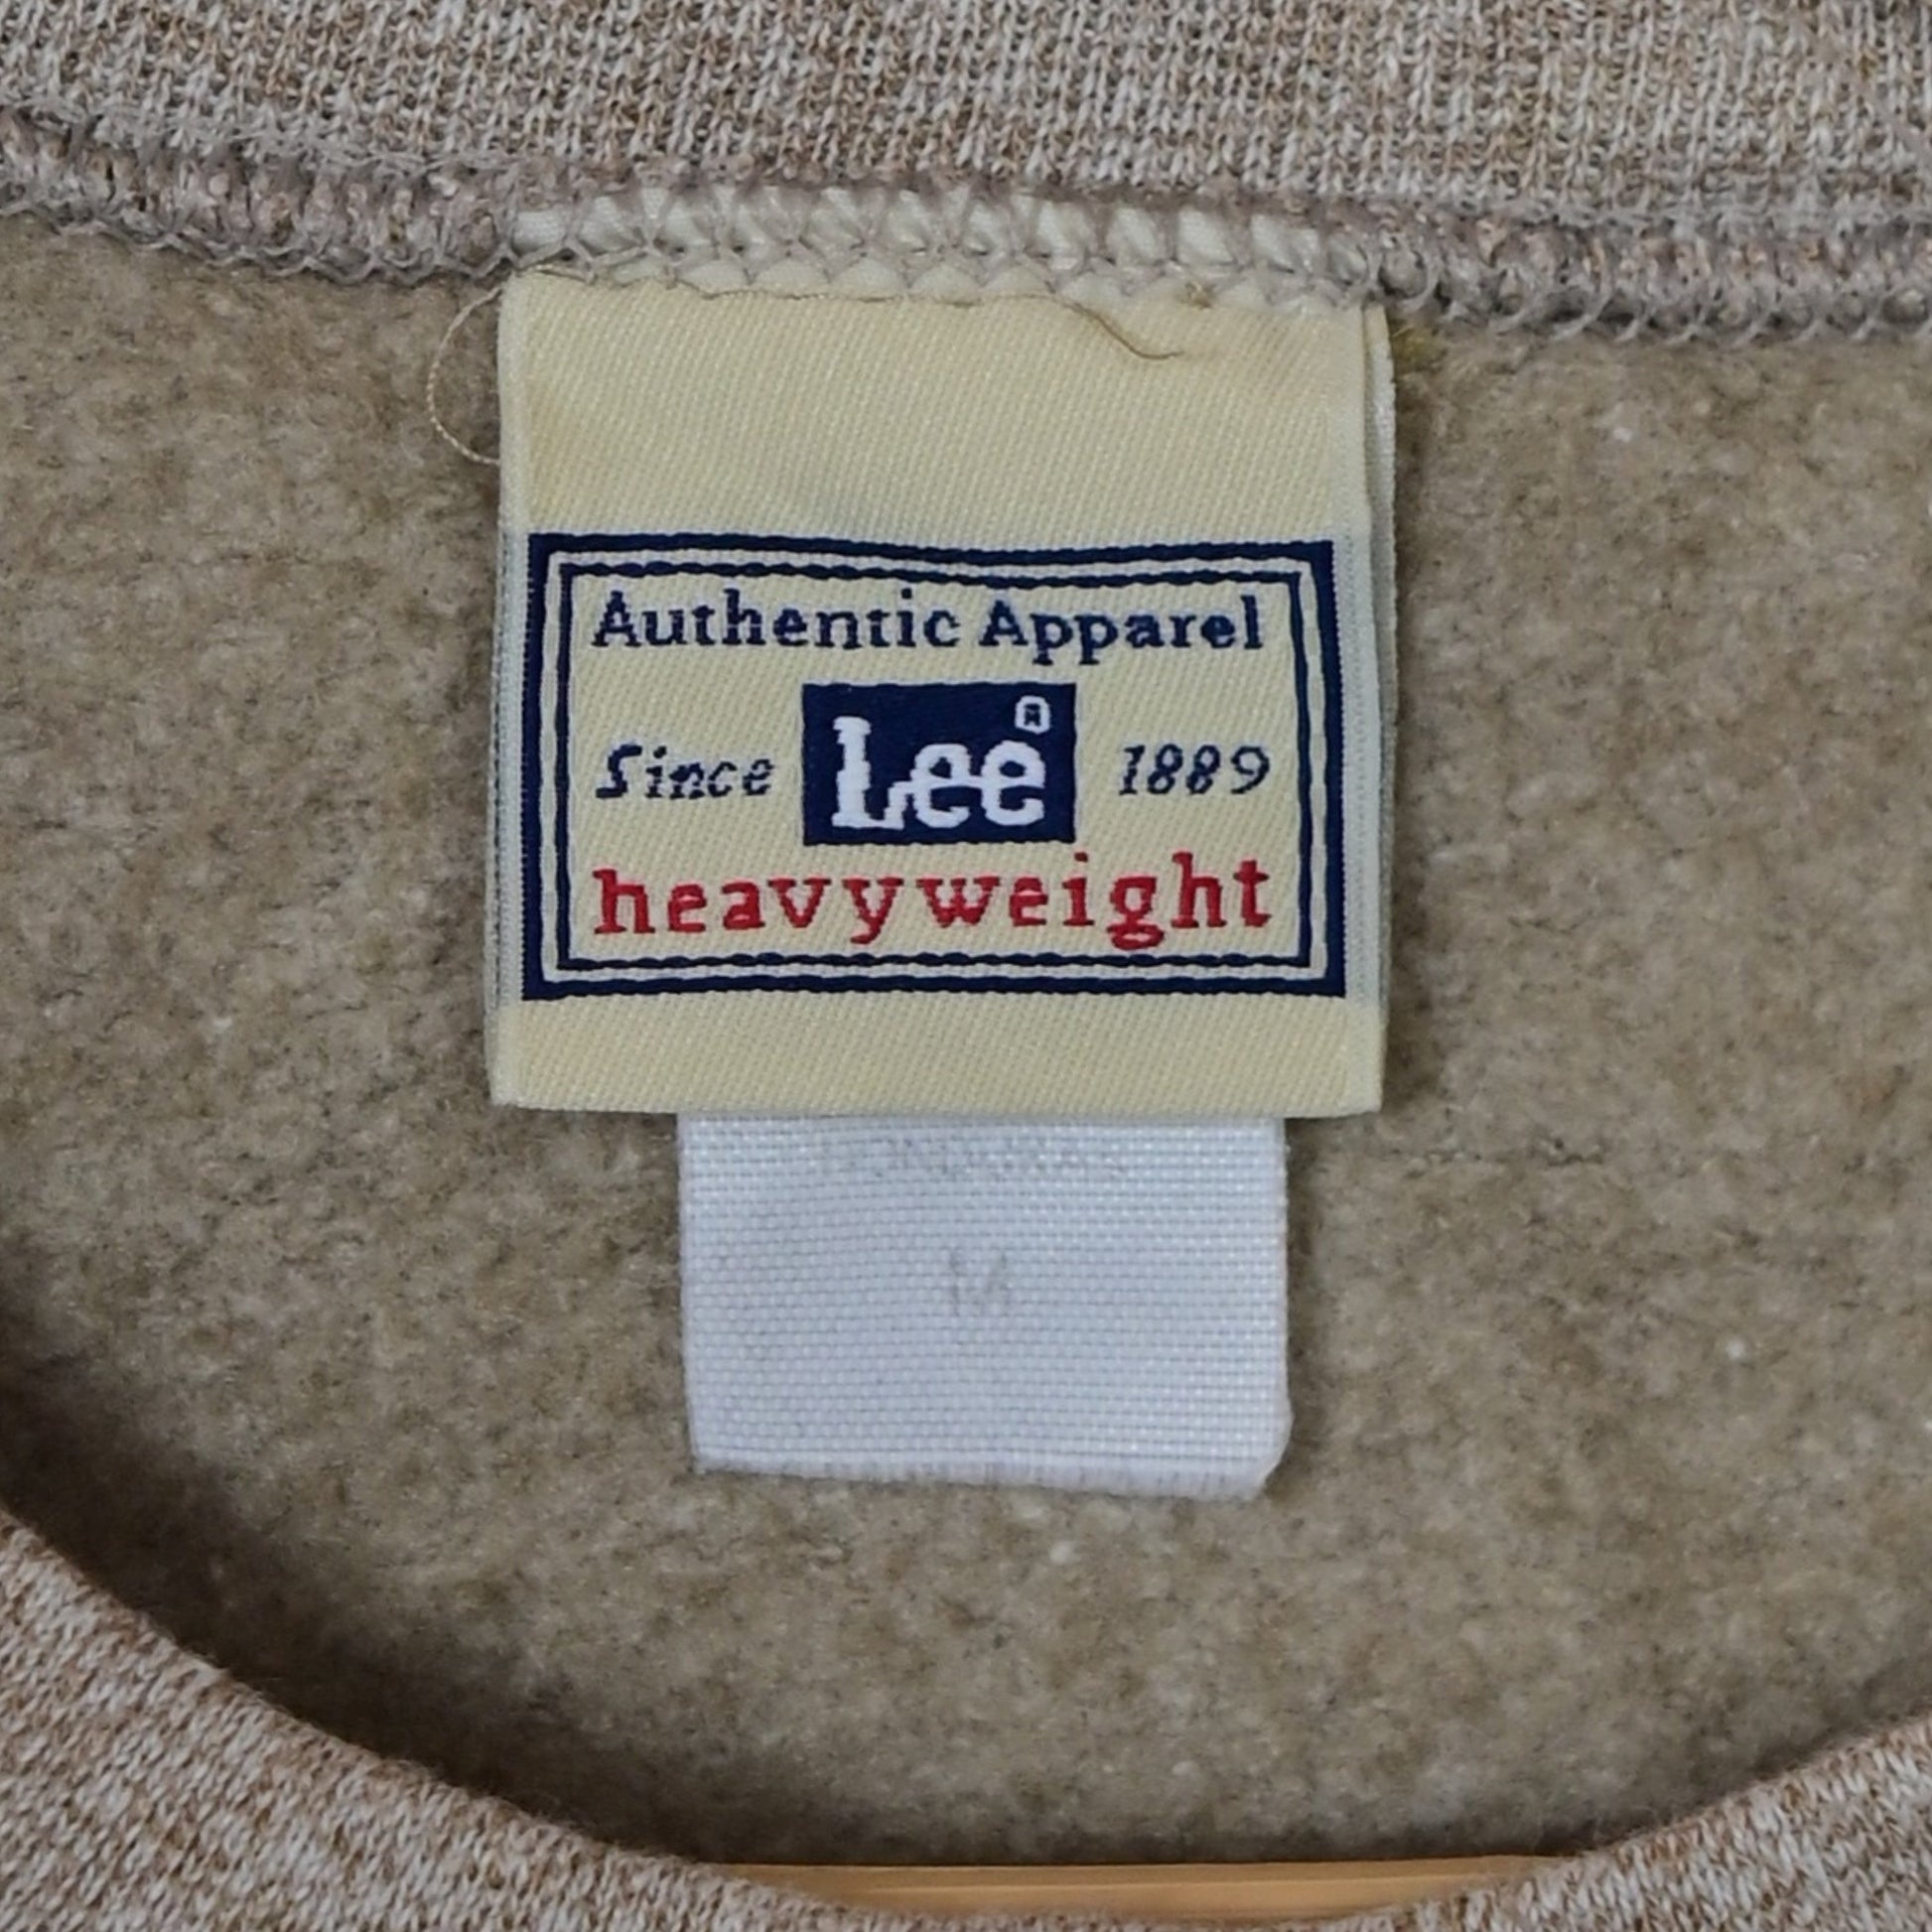 Authentic Apparel
Since Lee® 1889
heavyweight
M